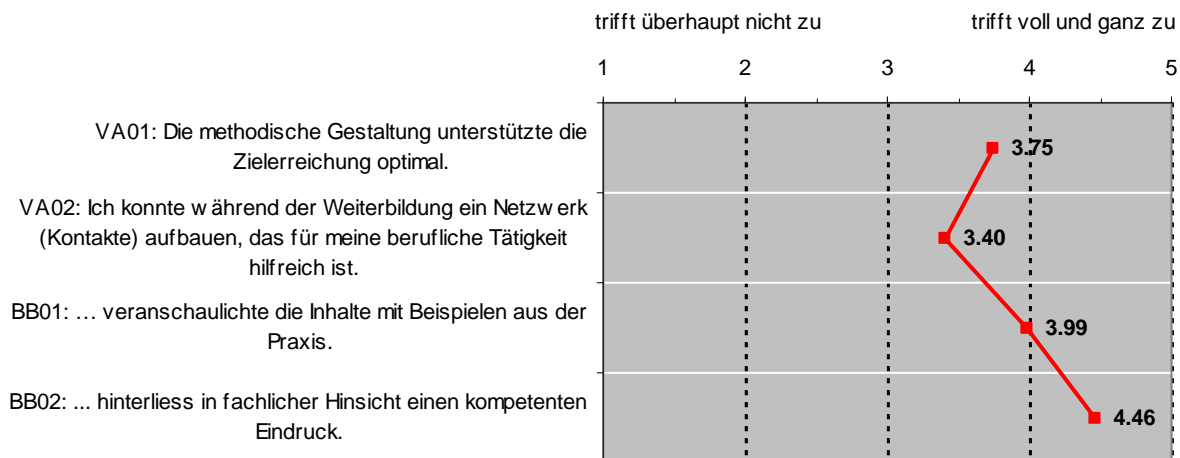 trifft überhaupt nicht zu trifft voll und ganz zu
1 2 3 4 5
VA01: Die methodische Gestaltung unterstützte die
Zielerreichung optimal.
3.75
VA02: Ich konnte während der Weiterbildung ein Netzwerk
(Kontakte) aufbauen, das für meine berufliche Tätigkeit
hilfreich ist.
3.40
BB01: … veranschaulichte die Inhalte mit Beispielen aus der
Praxis.
3.99
BB02: ... hinterliess in fachlicher Hinsicht einen kompetenten
Eindruck.
4.46